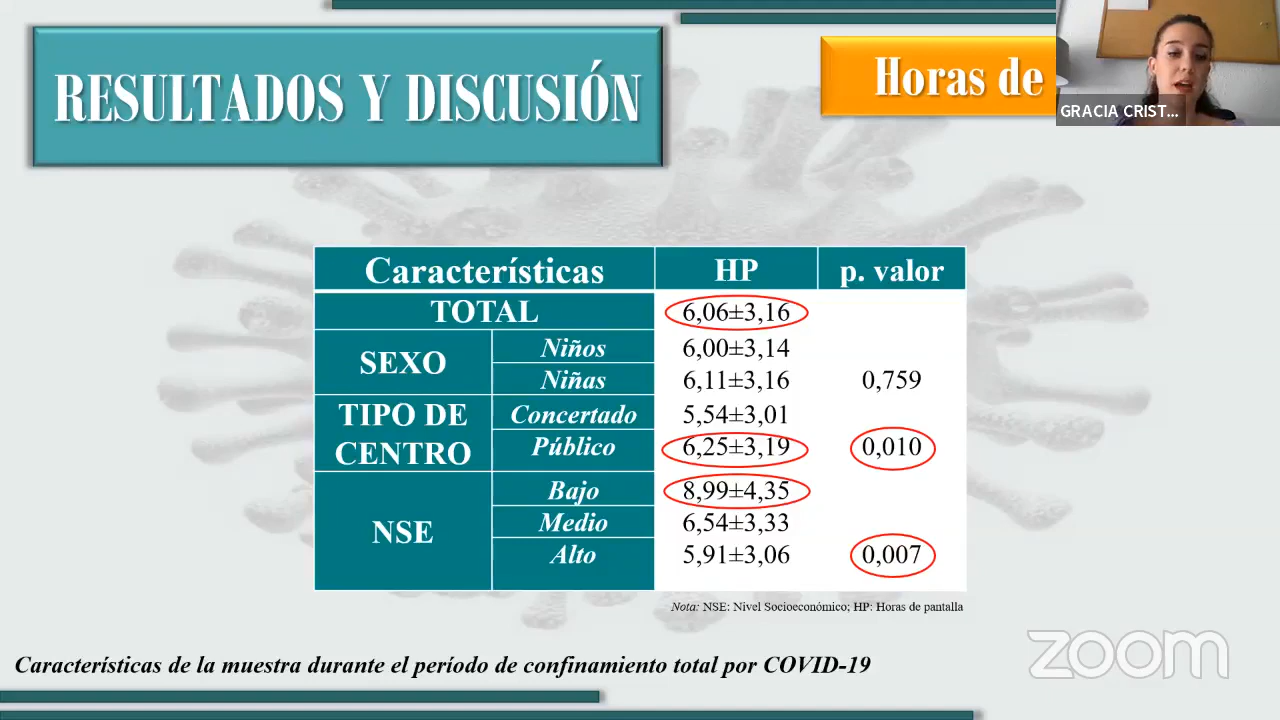 RESULTADOS Y DISCUSIÓN
Horas de
GRACIA CRIST...
Características HP p. valor
TOTAL 6,06±3,16
SEXO
Niños 6,00±3,14
Niñas 6,11±3,16 0,759
TIPO DE CENTRO
Concertado 5,54±3,01
Público 6,25±3,19 0,010
NSE
Bajo 8,99±4,35
Medio 6,54±3,33
Alto 5,91±3,06 0,007
Nota: NSE: Nivel Socioeconómico; HP: Horas de pantalla
zoom
Características de la muestra durante el período de confinamiento total por COVID-19